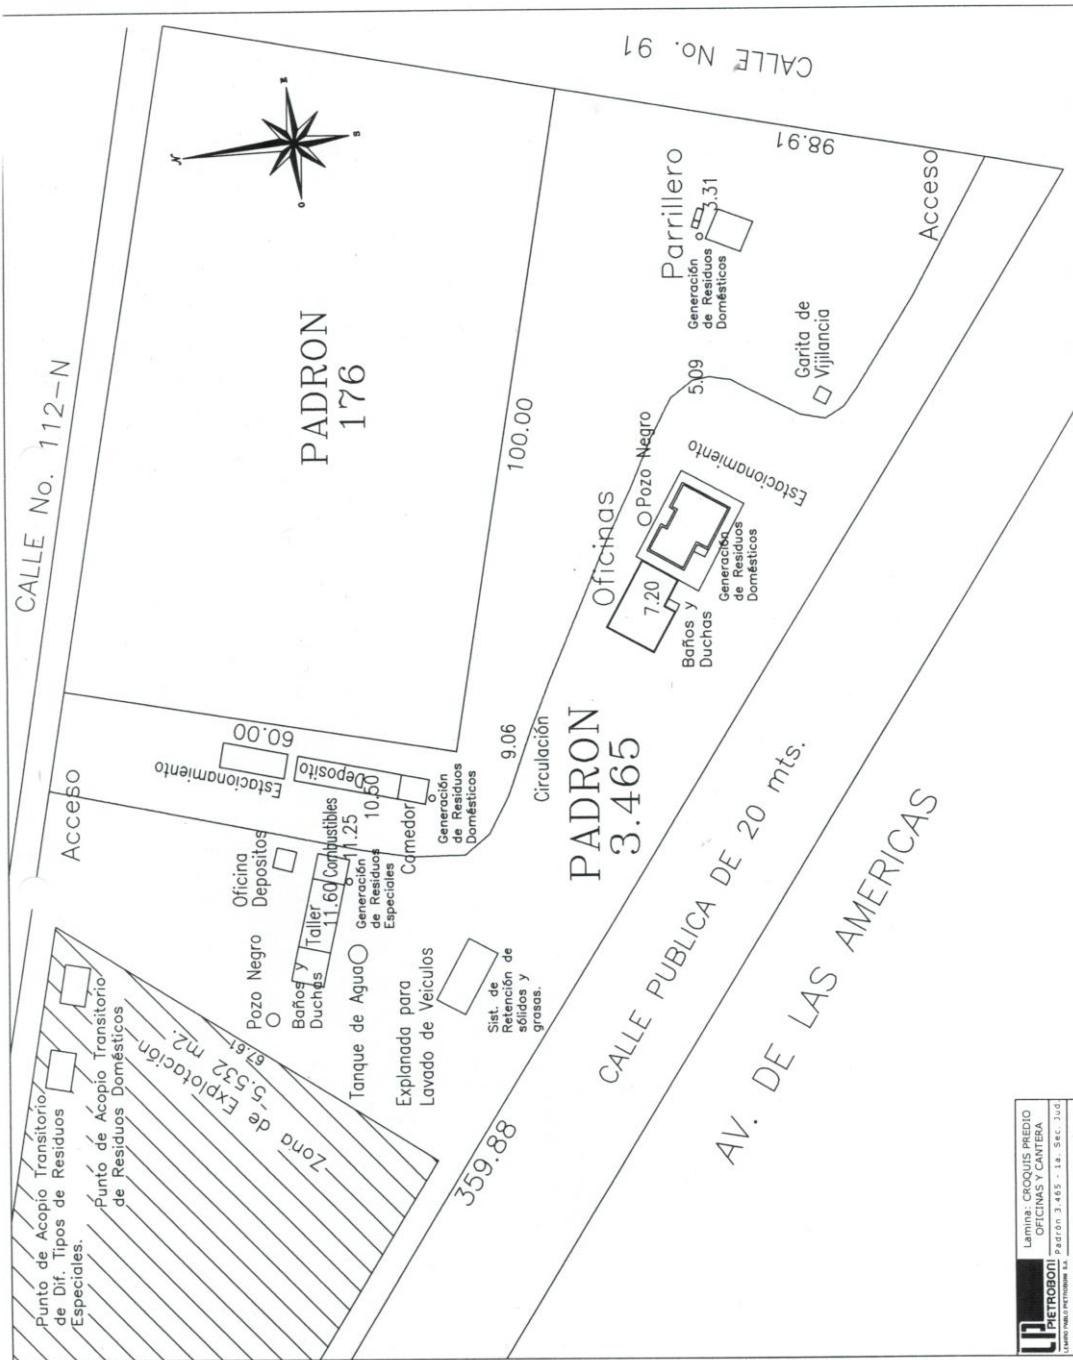 CALLE No. 112-N
CALLE No. 91
N
E
S
O
PADRON
176
100.00
60.00
98.91
Acceso
Acceso
Parrillero
3.31
Generación
de Residuos
Domésticos
Garita de
Vijilancia
5.09
Estacionamiento
Pozo Negro
Oficinas
7.20
Baños y
Duchas
Generación
de Residuos
Domésticos
9.06
Circulación
PADRON
3.465
Estacionamiento
Deposito
10.50
Comedor
Generación
de Residuos
Domésticos
Oficina
Depositos
Combustibles
11.25
Taller
11.60
Generación
de Residuos
Especiales
Baños y
Duchas
Pozo Negro
Tanque de Agua
Explanada para
Lavado de Veiculos
Sist. de
Retención de
sólidos y
grasas.
Zona de Explotación
5.532 m2.
67.61
Punto de Acopio Transitorio
de Residuos Domésticos
Punto de Acopio Transitorio
de Dif. Tipos de Residuos
Especiales.
359.88
CALLE PUBLICA DE 20 mts.
AV. DE LAS AMERICAS
PIETROBONI
LEMIRO PABLO PIETROBONI S.A.
Lamina: CROQUIS PREDIO
OFICINAS Y CANTERA
Padrón 3.465 - 1a. Sec. Jud.